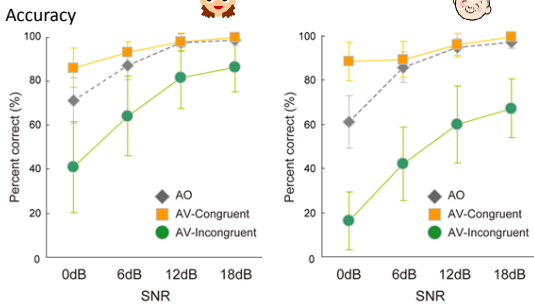 Accuracy
100
80
60
40
20
0
Percent correct (%)
AO
AV-Congruent
AV-Incongruent
0dB 6dB 12dB 18dB
SNR
100
80
60
40
20
0
Percent correct (%)
AO
AV-Congruent
AV-Incongruent
0dB 6dB 12dB 18dB
SNR